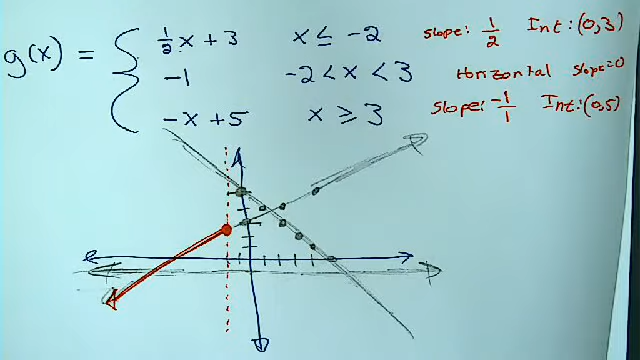 g(x) = { 1/2 x + 3   x ≤ -2   slope: 1/2   Int: (0,3)
-1   -2 < x < 3   Horizontal   slope=0
-x + 5   x ≥ 3   slope: -1/1   Int: (0,5)